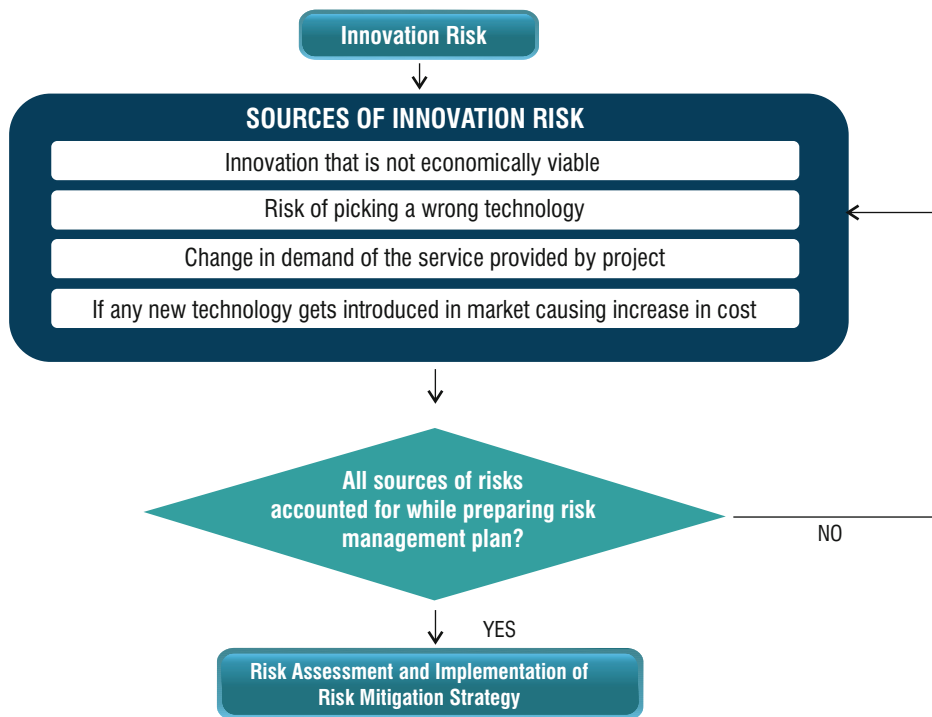 Innovation Risk
SOURCES OF INNOVATION RISK
Innovation that is not economically viable
Risk of picking a wrong technology
Change in demand of the service provided by project
If any new technology gets introduced in market causing increase in cost
All sources of risks
accounted for while preparing risk
management plan?
NO
YES
Risk Assessment and Implementation of
Risk Mitigation Strategy